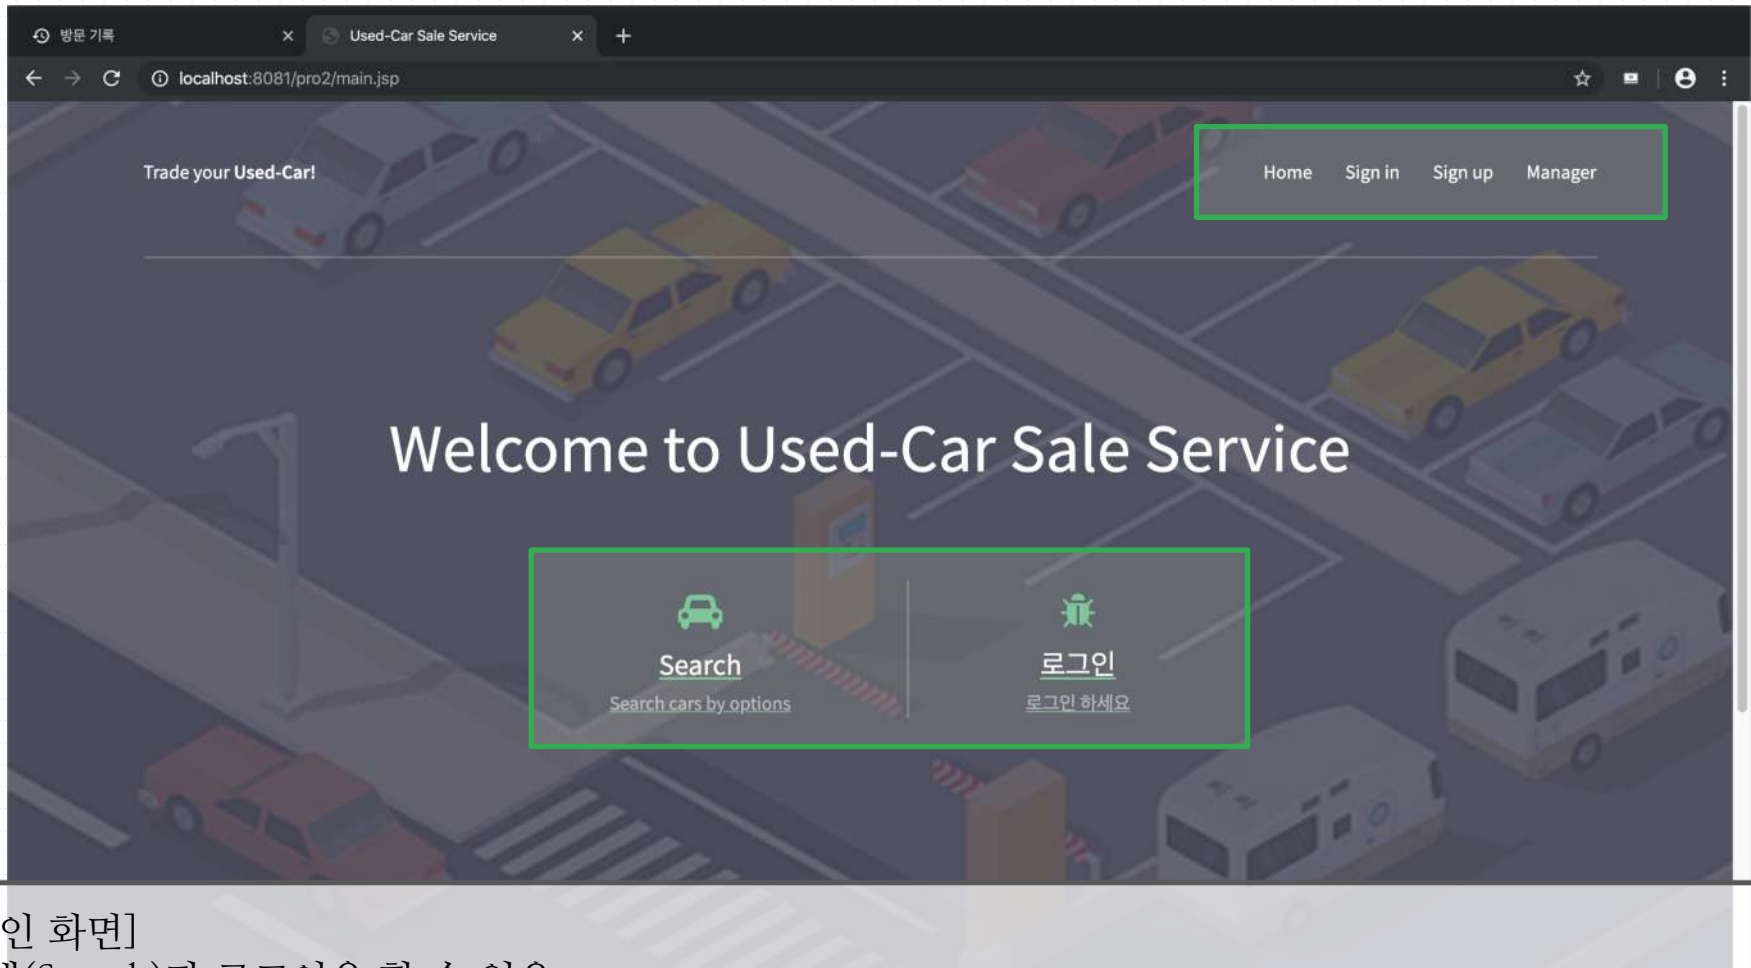 방문 기록
Used-Car Sale Service
localhost:8081/pro2/main.jsp
Trade your Used-Car!
Home Sign in Sign up Manager
Welcome to Used-Car Sale Service
Search
Search cars by options
로그인
로그인 하세요
인 화면]